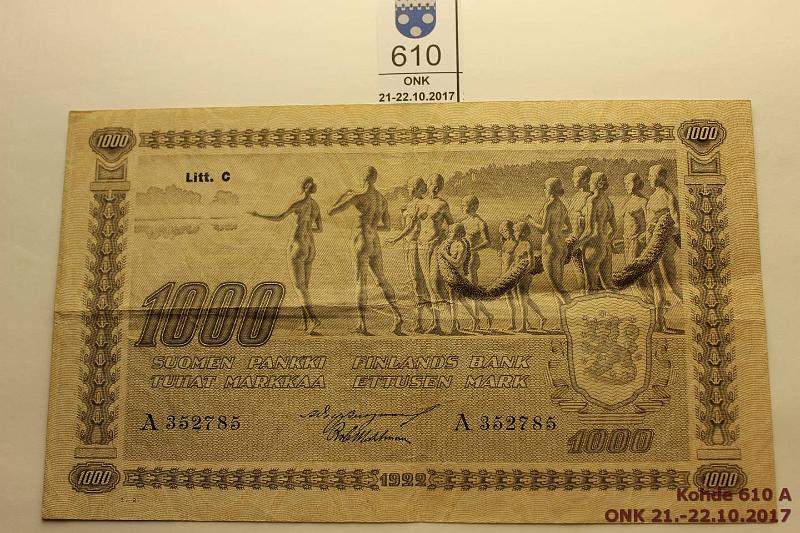 610
ONK
21-22.10.2017
1000 1000
Litt. C
1000
SUOMEN PANKKI FINLANDS BANK
TUHAT MARKKAA ETTUSEN MARK
A 352785 A 352785
1000
1000 1922 1000
Kohde 610 A
ONK 21.-22.10.2017